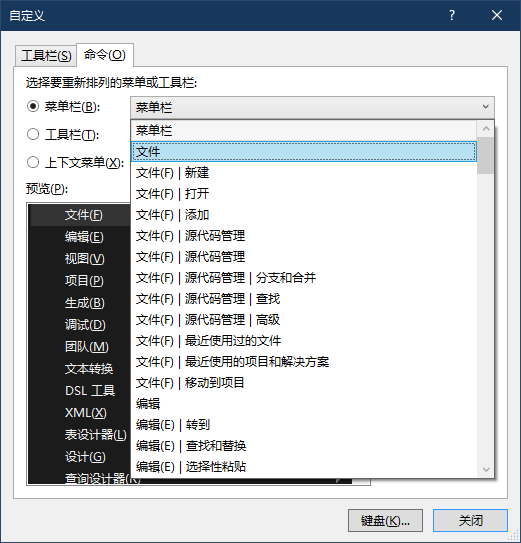 自定义
工具栏(S) 命令(O)
选择要重新排列的菜单或工具栏:
菜单栏(B): 菜单栏
工具栏(T):
上下文菜单(X):
预览(P):
菜单栏
文件
文件(F) | 新建
文件(F) | 打开
文件(F) | 添加
文件(F) | 源代码管理
文件(F) | 源代码管理
文件(F) | 源代码管理 | 分支和合并
文件(F) | 源代码管理 | 查找
文件(F) | 源代码管理 | 高级
文件(F) | 最近使用过的文件
文件(F) | 最近使用的项目和解决方案
文件(F) | 移动到项目
编辑
编辑(E) | 转到
编辑(E) | 查找和替换
编辑(E) | 选择性粘贴
文件(F)
编辑(E)
视图(V)
项目(P)
生成(B)
调试(D)
团队(M)
文本转换
DSL 工具
XML(X)
表设计器(L)
设计(G)
查询设计器(R)
键盘(K)... 关闭